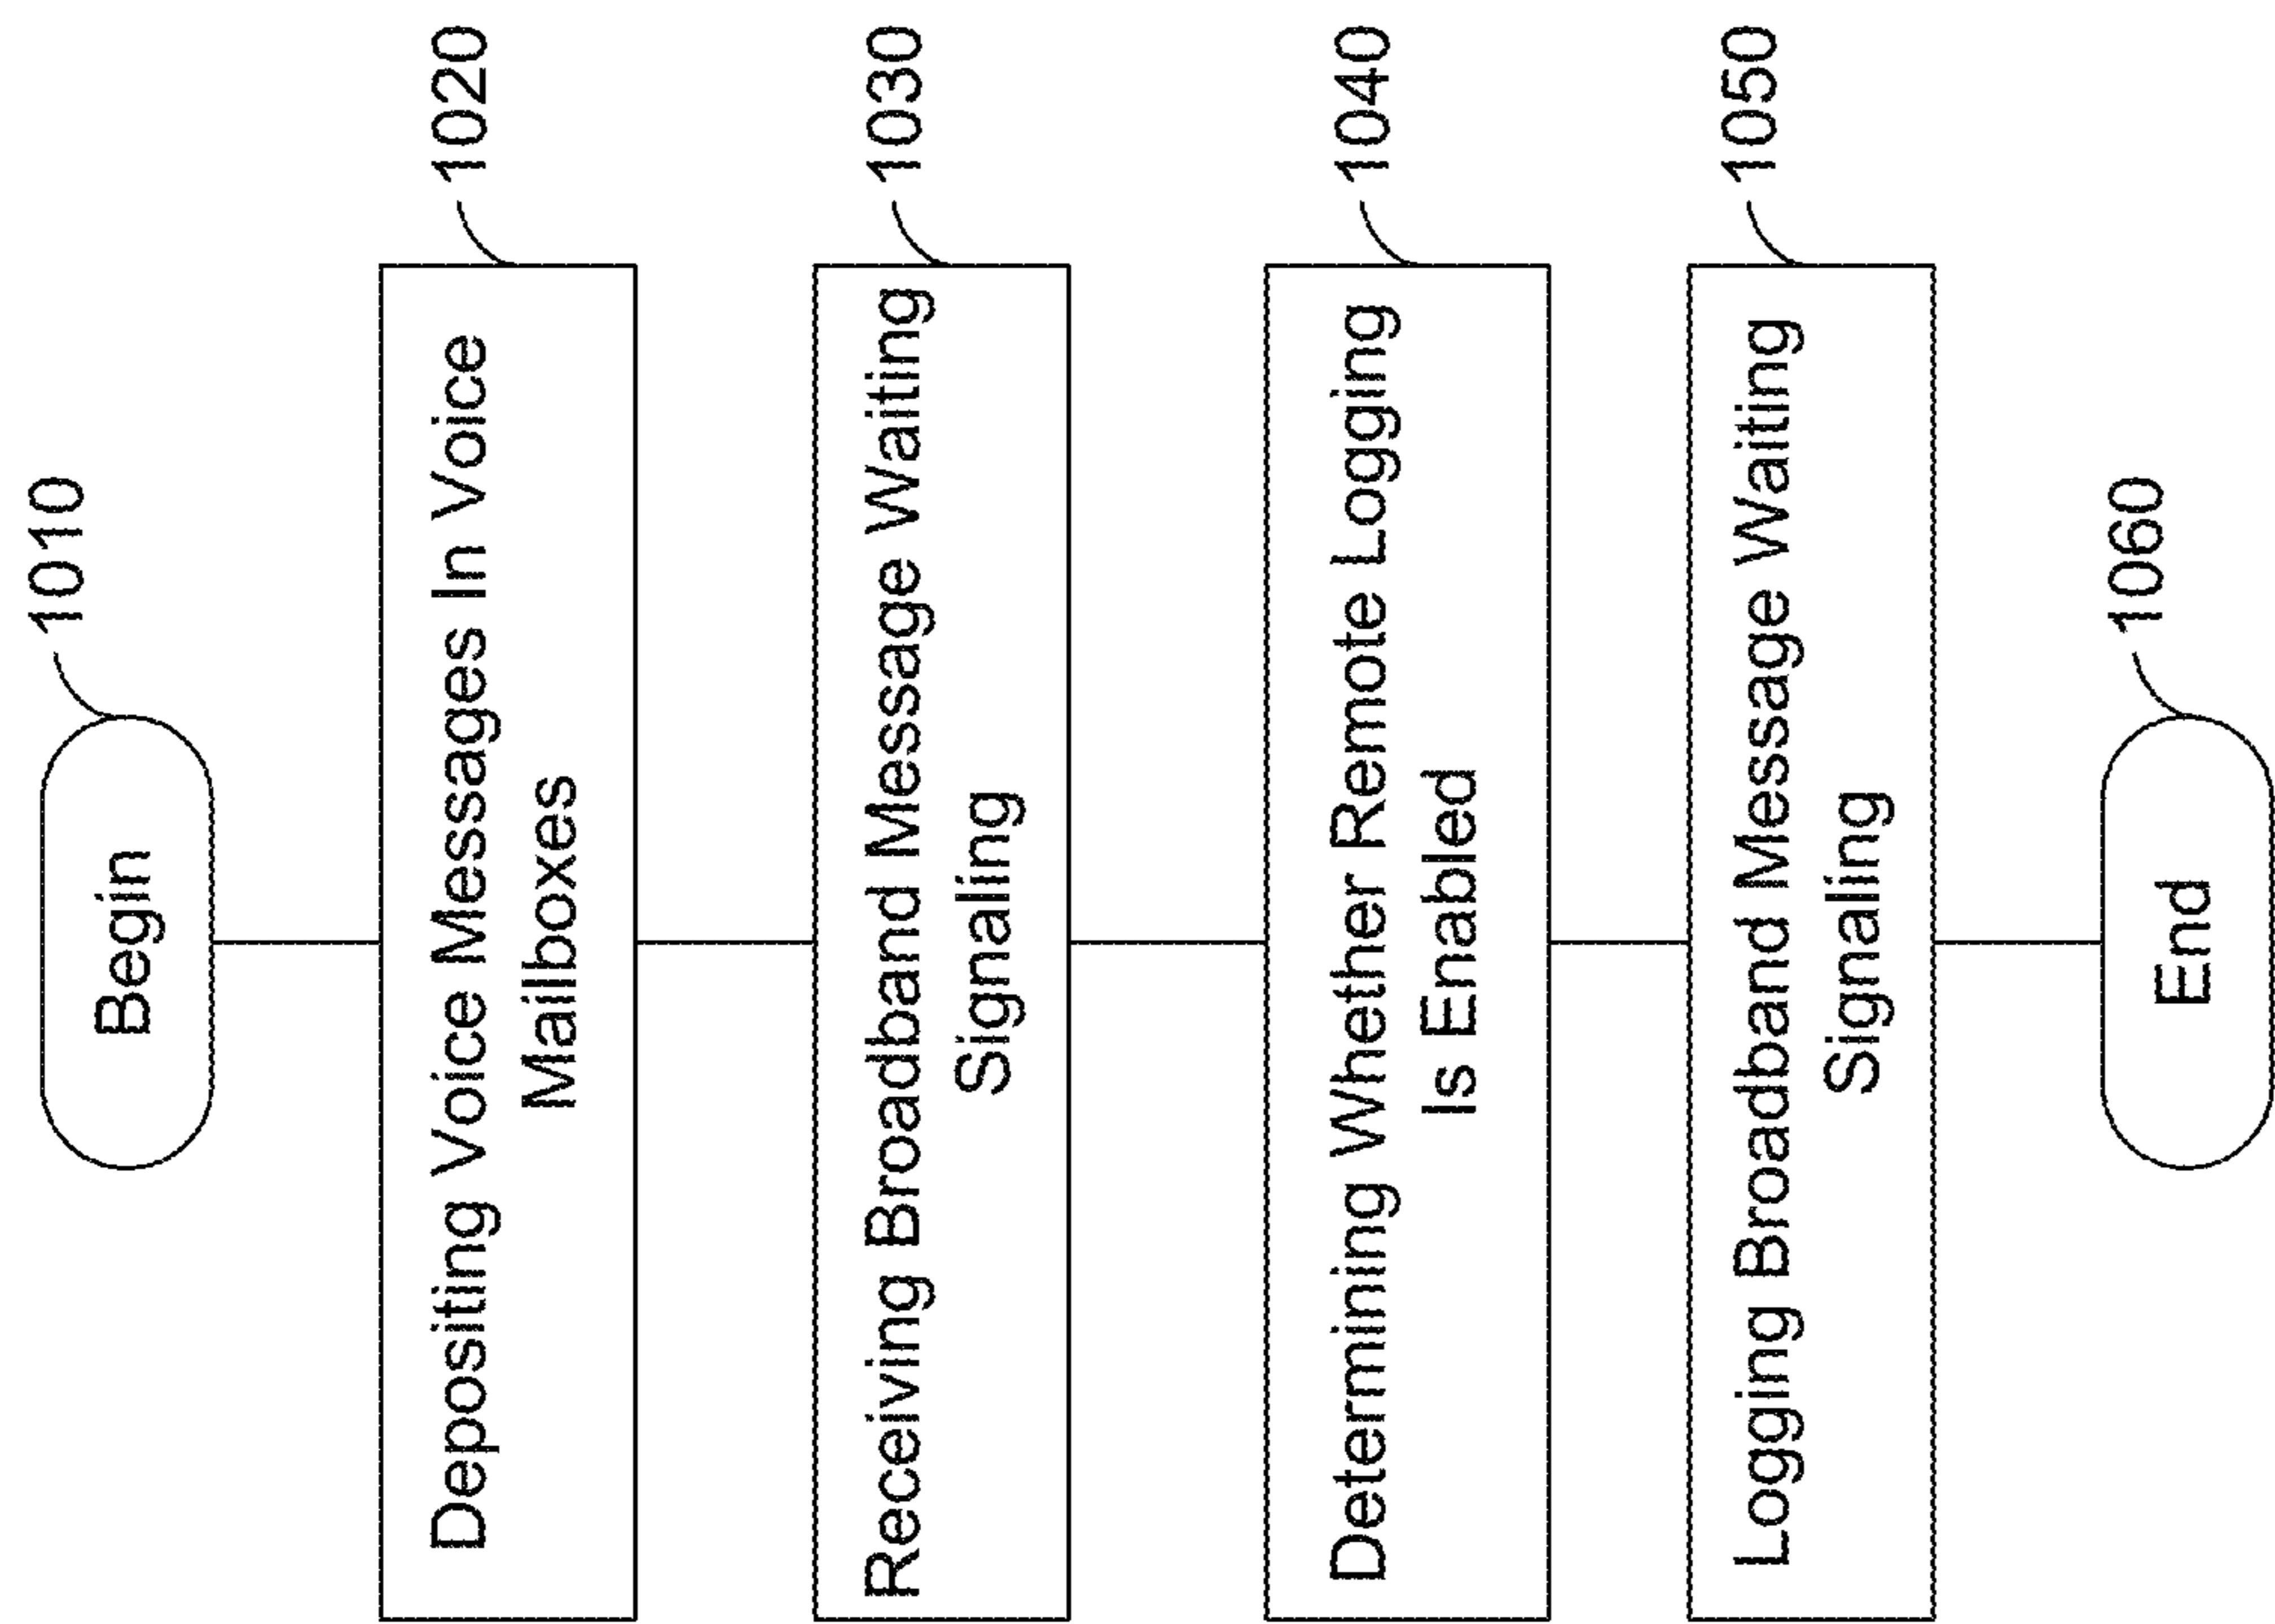 Begin
1010
Depositing Voice Messages In Voice
Mailboxes
1020
Receiving Broadband Message Waiting
Signaling
1030
Determining Whether Remote Logging
Is Enabled
1040
Logging Broadband Message Waiting
Signaling
1050
End
1060